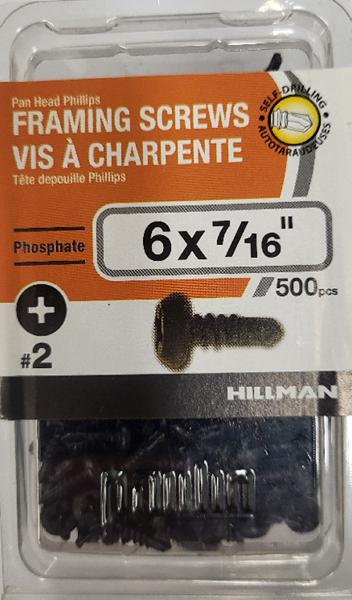 Pan Head Phillips
FRAMING SCREWS
VIS À CHARPENTE
Tête depouille Phillips
SELF-DRILLING
AUTOTARAUDEUSES
Phosphate
6 x 7/16"
500 pcs
#2
HILLMAN